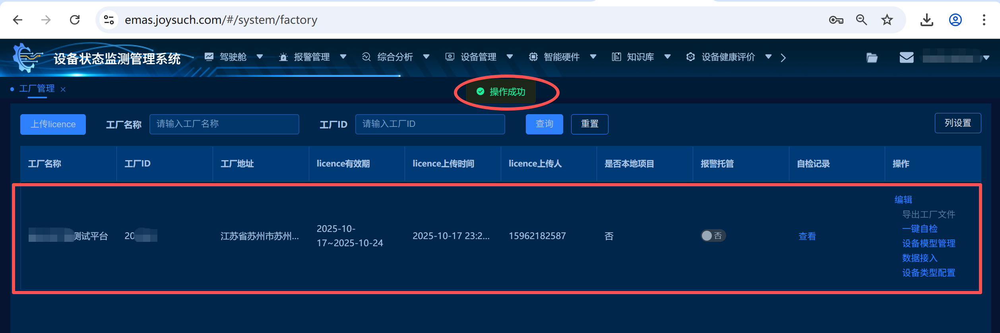 emas.joysuch.com/#/system/factory
设备状态监测管理系统
驾驶舱
报警管理
综合分析
设备管理
智能硬件
知识库
设备健康评价
工厂管理
操作成功
上传licence
工厂名称
请输入工厂名称
工厂ID
请输入工厂ID
查询
重置
列设置
工厂名称
工厂ID
工厂地址
licence有效期
licence上传时间
licence上传人
是否本地项目
报警托管
自检记录
操作
测试平台
20
江苏省苏州市苏州...
2025-10-
17~2025-10-24
2025-10-17 23:2...
15962182587
否
否
查看
编辑
导出工厂文件
一键自检
设备模型管理
数据接入
设备类型配置